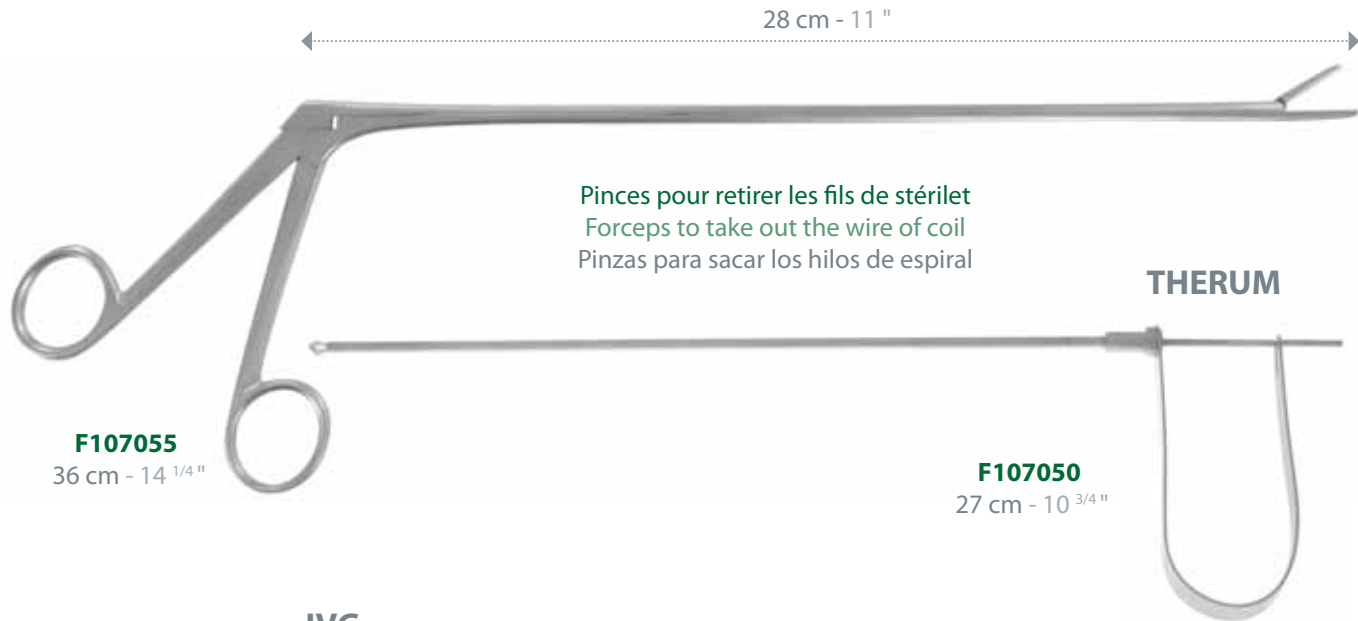 28 cm - 11 "
Pinces pour retirer les fils de stérilet
Forceps to take out the wire of coil
Pinzas para sacar los hilos de espiral
THERUM
F107055
36 cm - 14 1/4 "
F107050
27 cm - 10 3/4 "